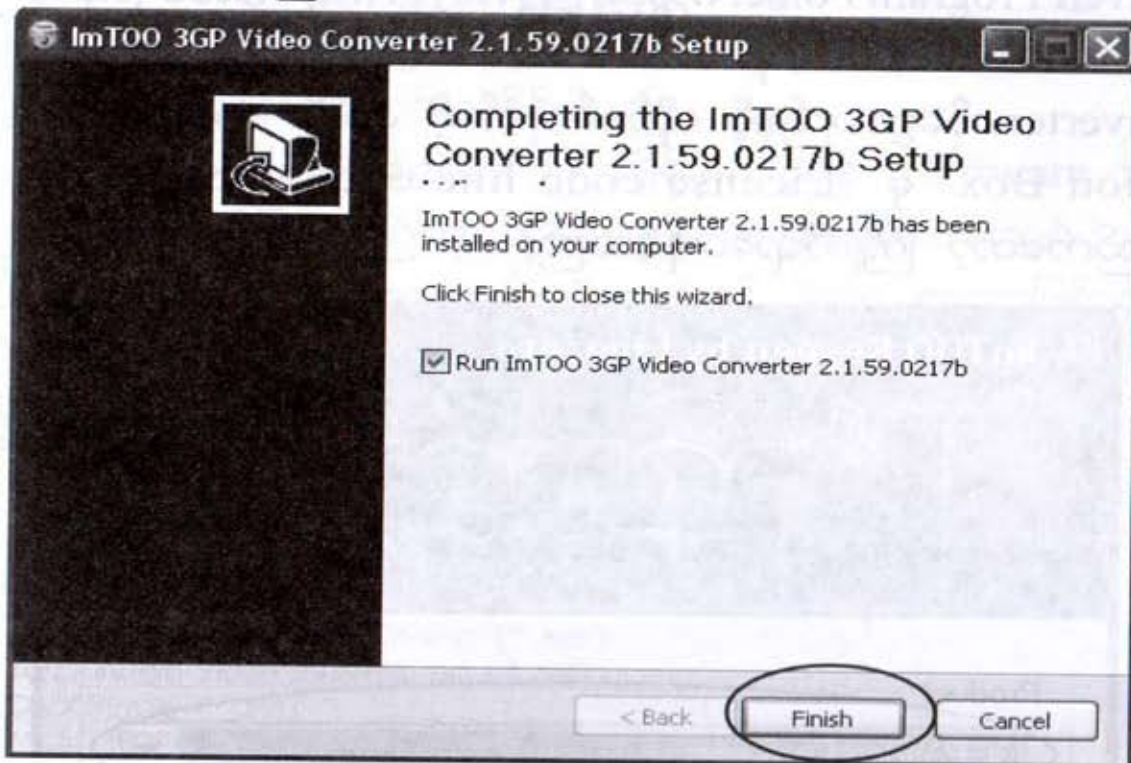 ImTOO 3GP Video Converter 2.1.59.0217b Setup
Completing the ImTOO 3GP Video
Converter 2.1.59.0217b Setup
ImTOO 3GP Video Converter 2.1.59.0217b has been
installed on your computer.
Click Finish to close this wizard.
Run ImTOO 3GP Video Converter 2.1.59.0217b
< Back
Finish
Cancel